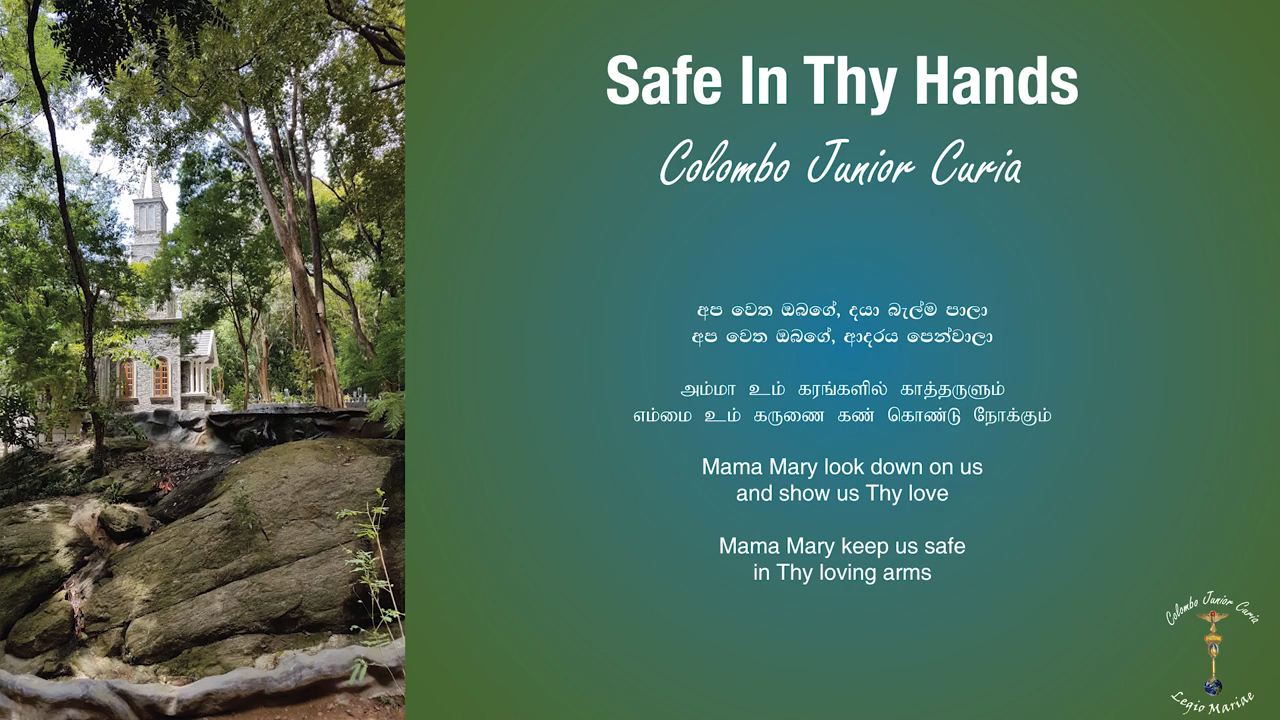 Safe In Thy Hands
Colombo Junior Curia
අප වෙත ඔබගේ, දයා බැල්ම පාලා
අප වෙත ඔබගේ, ආදරය පෙන්වාලා
அம்மா உம் கரங்களில் காத்தருளும்
எம்மை உம் கருணை கண் கொண்டு நோக்கும்
Mama Mary look down on us
and show us Thy love
Mama Mary keep us safe
in Thy loving arms
Colombo Junior Curia
Legio Mariae